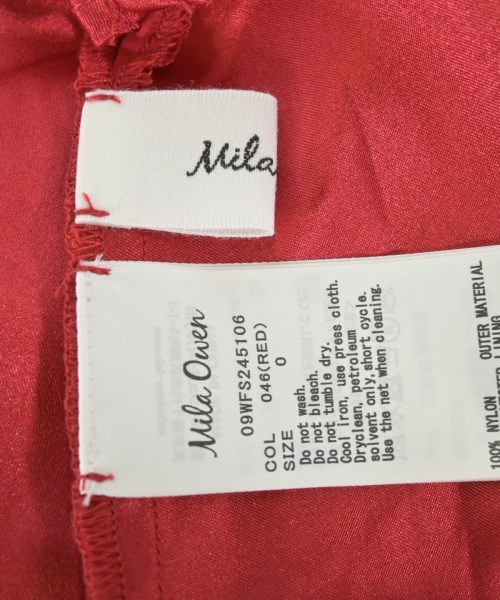 Mila
Mila Owen
09WFS245106
COL 046(RED)
SIZE 0
Do not wash.
Do not bleach.
Do not tumble dry.
Cool iron, use press cloth.
Dryclean, petroleum
solvent only, short cycle.
Use the net when cleaning.
OUTER MATERIAL
100% NYLON
LINING